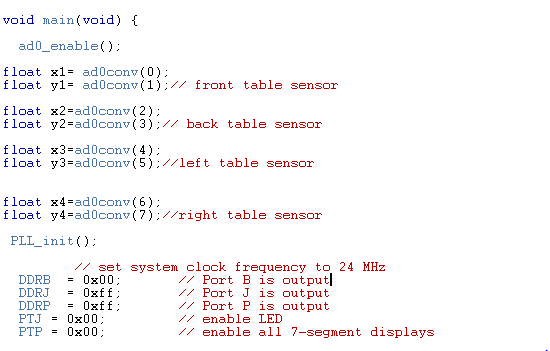 void main(void) {
ad0_enable();
float x1= ad0conv(0);
float y1= ad0conv(1);// front table sensor
float x2=ad0conv(2);
float y2=ad0conv(3);// back table sensor
float x3=ad0conv(4);
float y3=ad0conv(5);//left table sensor
float x4=ad0conv(6);
float y4=ad0conv(7);//right table sensor
PLL_init();
// set system clock frequency to 24 MHz
DDRB = 0x00; // Port B is output
DDRJ = 0xff; // Port J is output
DDRP = 0xff; // Port P is output
PTJ = 0x00; // enable LED
PTP = 0x00; // enable all 7-segment displays